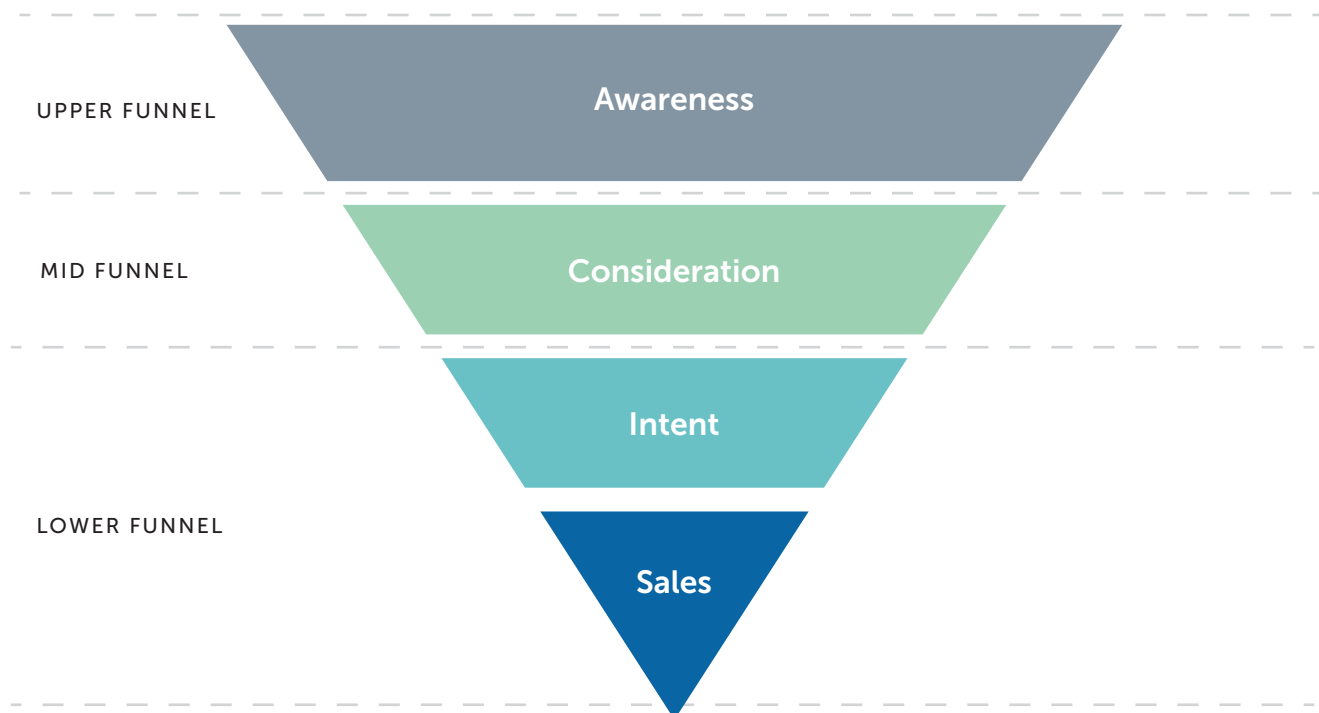 UPPER FUNNEL
Awareness
MID FUNNEL
Consideration
Intent
LOWER FUNNEL
Sales